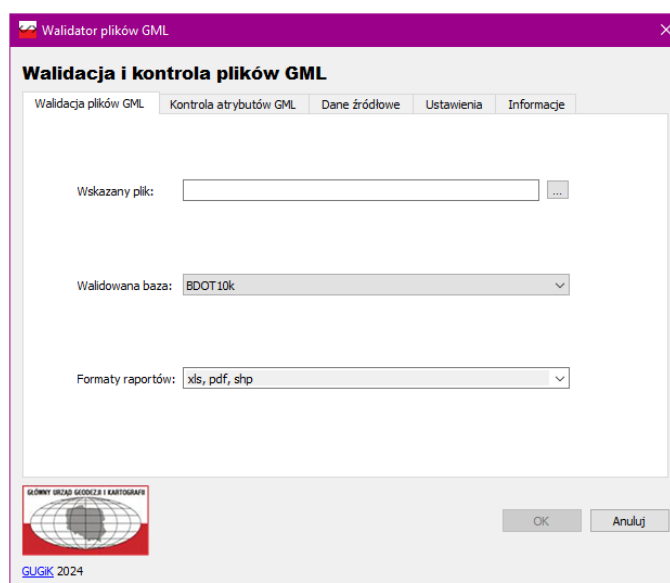 Walidator plików GML
Walidacja i kontrola plików GML
Walidacja plików GML Kontrola atrybutów GML Dane źródłowe Ustawienia Informacje
Wskazany plik: ...
Walidowana baza: BDOT10k
Formaty raportów: xls, pdf, shp
GŁÓWNY URZĄD GEODEZJI I KARTOGRAFII
OK Anuluj
GUGiK 2024